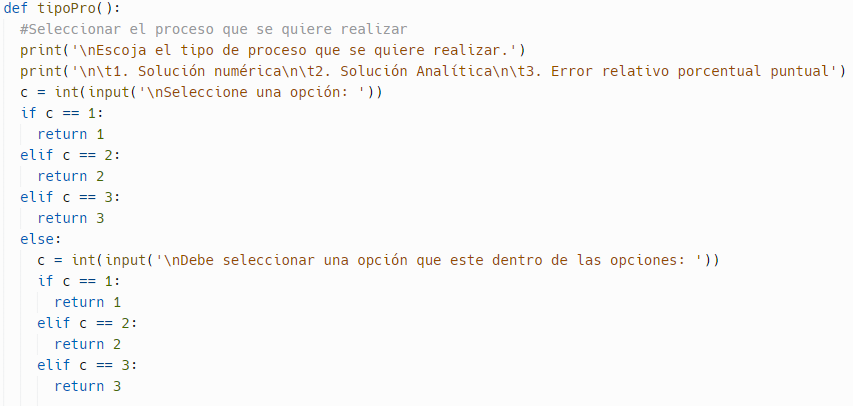 def tipoPro():
  #Seleccionar el proceso que se quiere realizar
  print('\nEscoja el tipo de proceso que se quiere realizar.')
  print('\n\t1. Solución numérica\n\t2. Solución Analítica\n\t3. Error relativo porcentual puntual')
  c = int(input('\nSeleccione una opción: '))
  if c == 1:
    return 1
  elif c == 2:
    return 2
  elif c == 3:
    return 3
  else:
    c = int(input('\nDebe seleccionar una opción que este dentro de las opciones: '))
    if c == 1:
      return 1
    elif c == 2:
      return 2
    elif c == 3:
      return 3